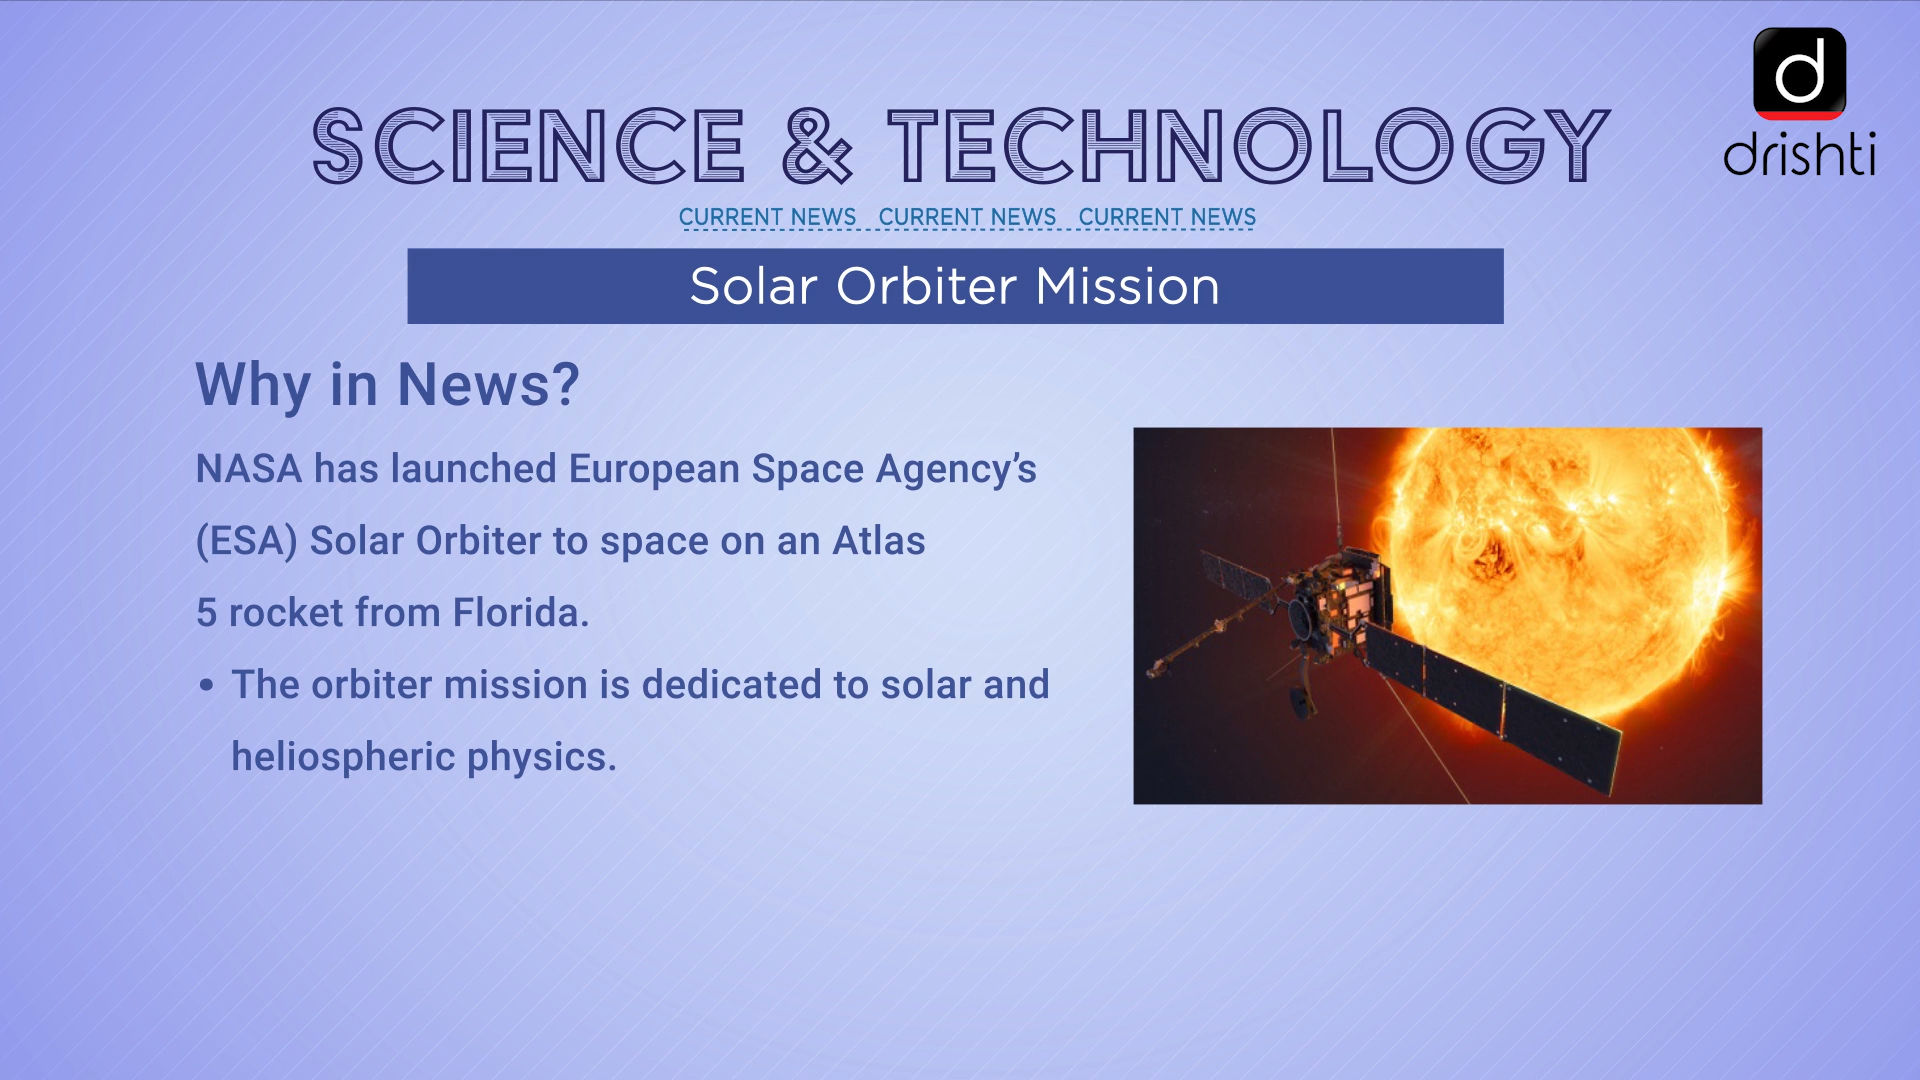 d
drishti
SCIENCE & TECHNOLOGY
CURRENT NEWS CURRENT NEWS CURRENT NEWS
Solar Orbiter Mission
Why in News?
NASA has launched European Space Agency’s
(ESA) Solar Orbiter to space on an Atlas
5 rocket from Florida.
• The orbiter mission is dedicated to solar and
heliospheric physics.